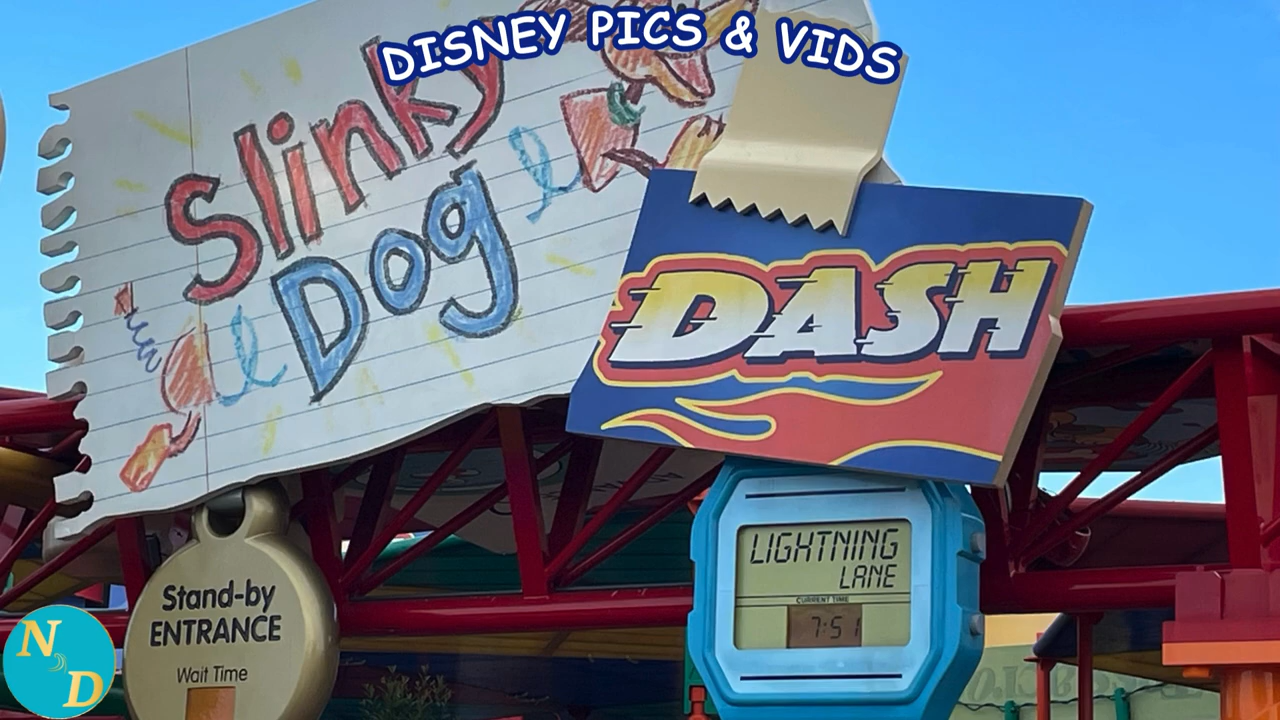 DISNEY PICS & VIDS
Slinky
Dog
DASH
LIGHTNING
LANE
CURRENT TIME
7:51
Stand-by
ENTRANCE
Wait Time
N
D